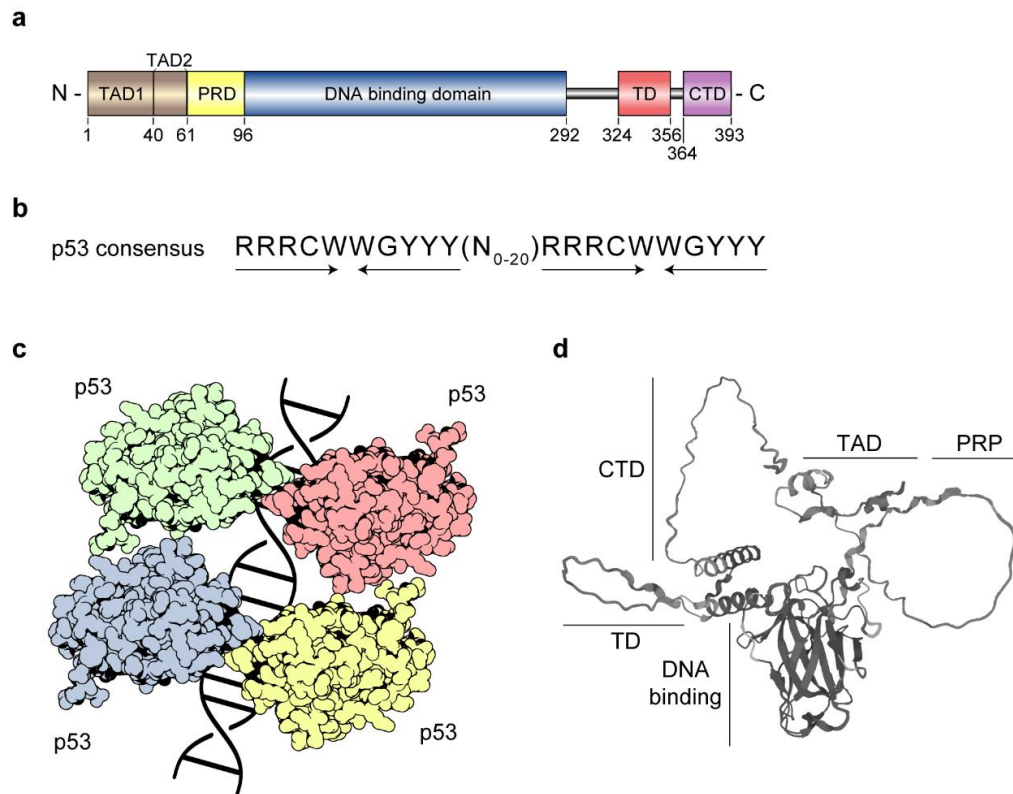 a
TAD2
N - TAD1 PRD DNA binding domain TD CTD - C
1 40 61 96 292 324 356 393
364
b
p53 consensus RRRCWWGYYY(N0-20)RRRCWWGYYY
c
p53
p53
p53
p53
d
TAD PRP
CTD
TD
DNA
binding